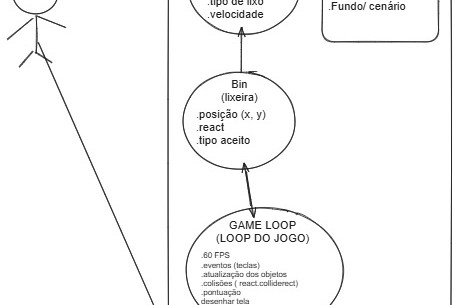 .tipo de lixo
.velocidade
.Fundo/ cenário
Bin
(lixeira)
.posição (x, y)
.react
.tipo aceito
GAME LOOP
(LOOP DO JOGO)
.60 FPS
.eventos (teclas)
.atualização dos objetos
.colisões ( react.colliderect)
.pontuação
desenhar tela